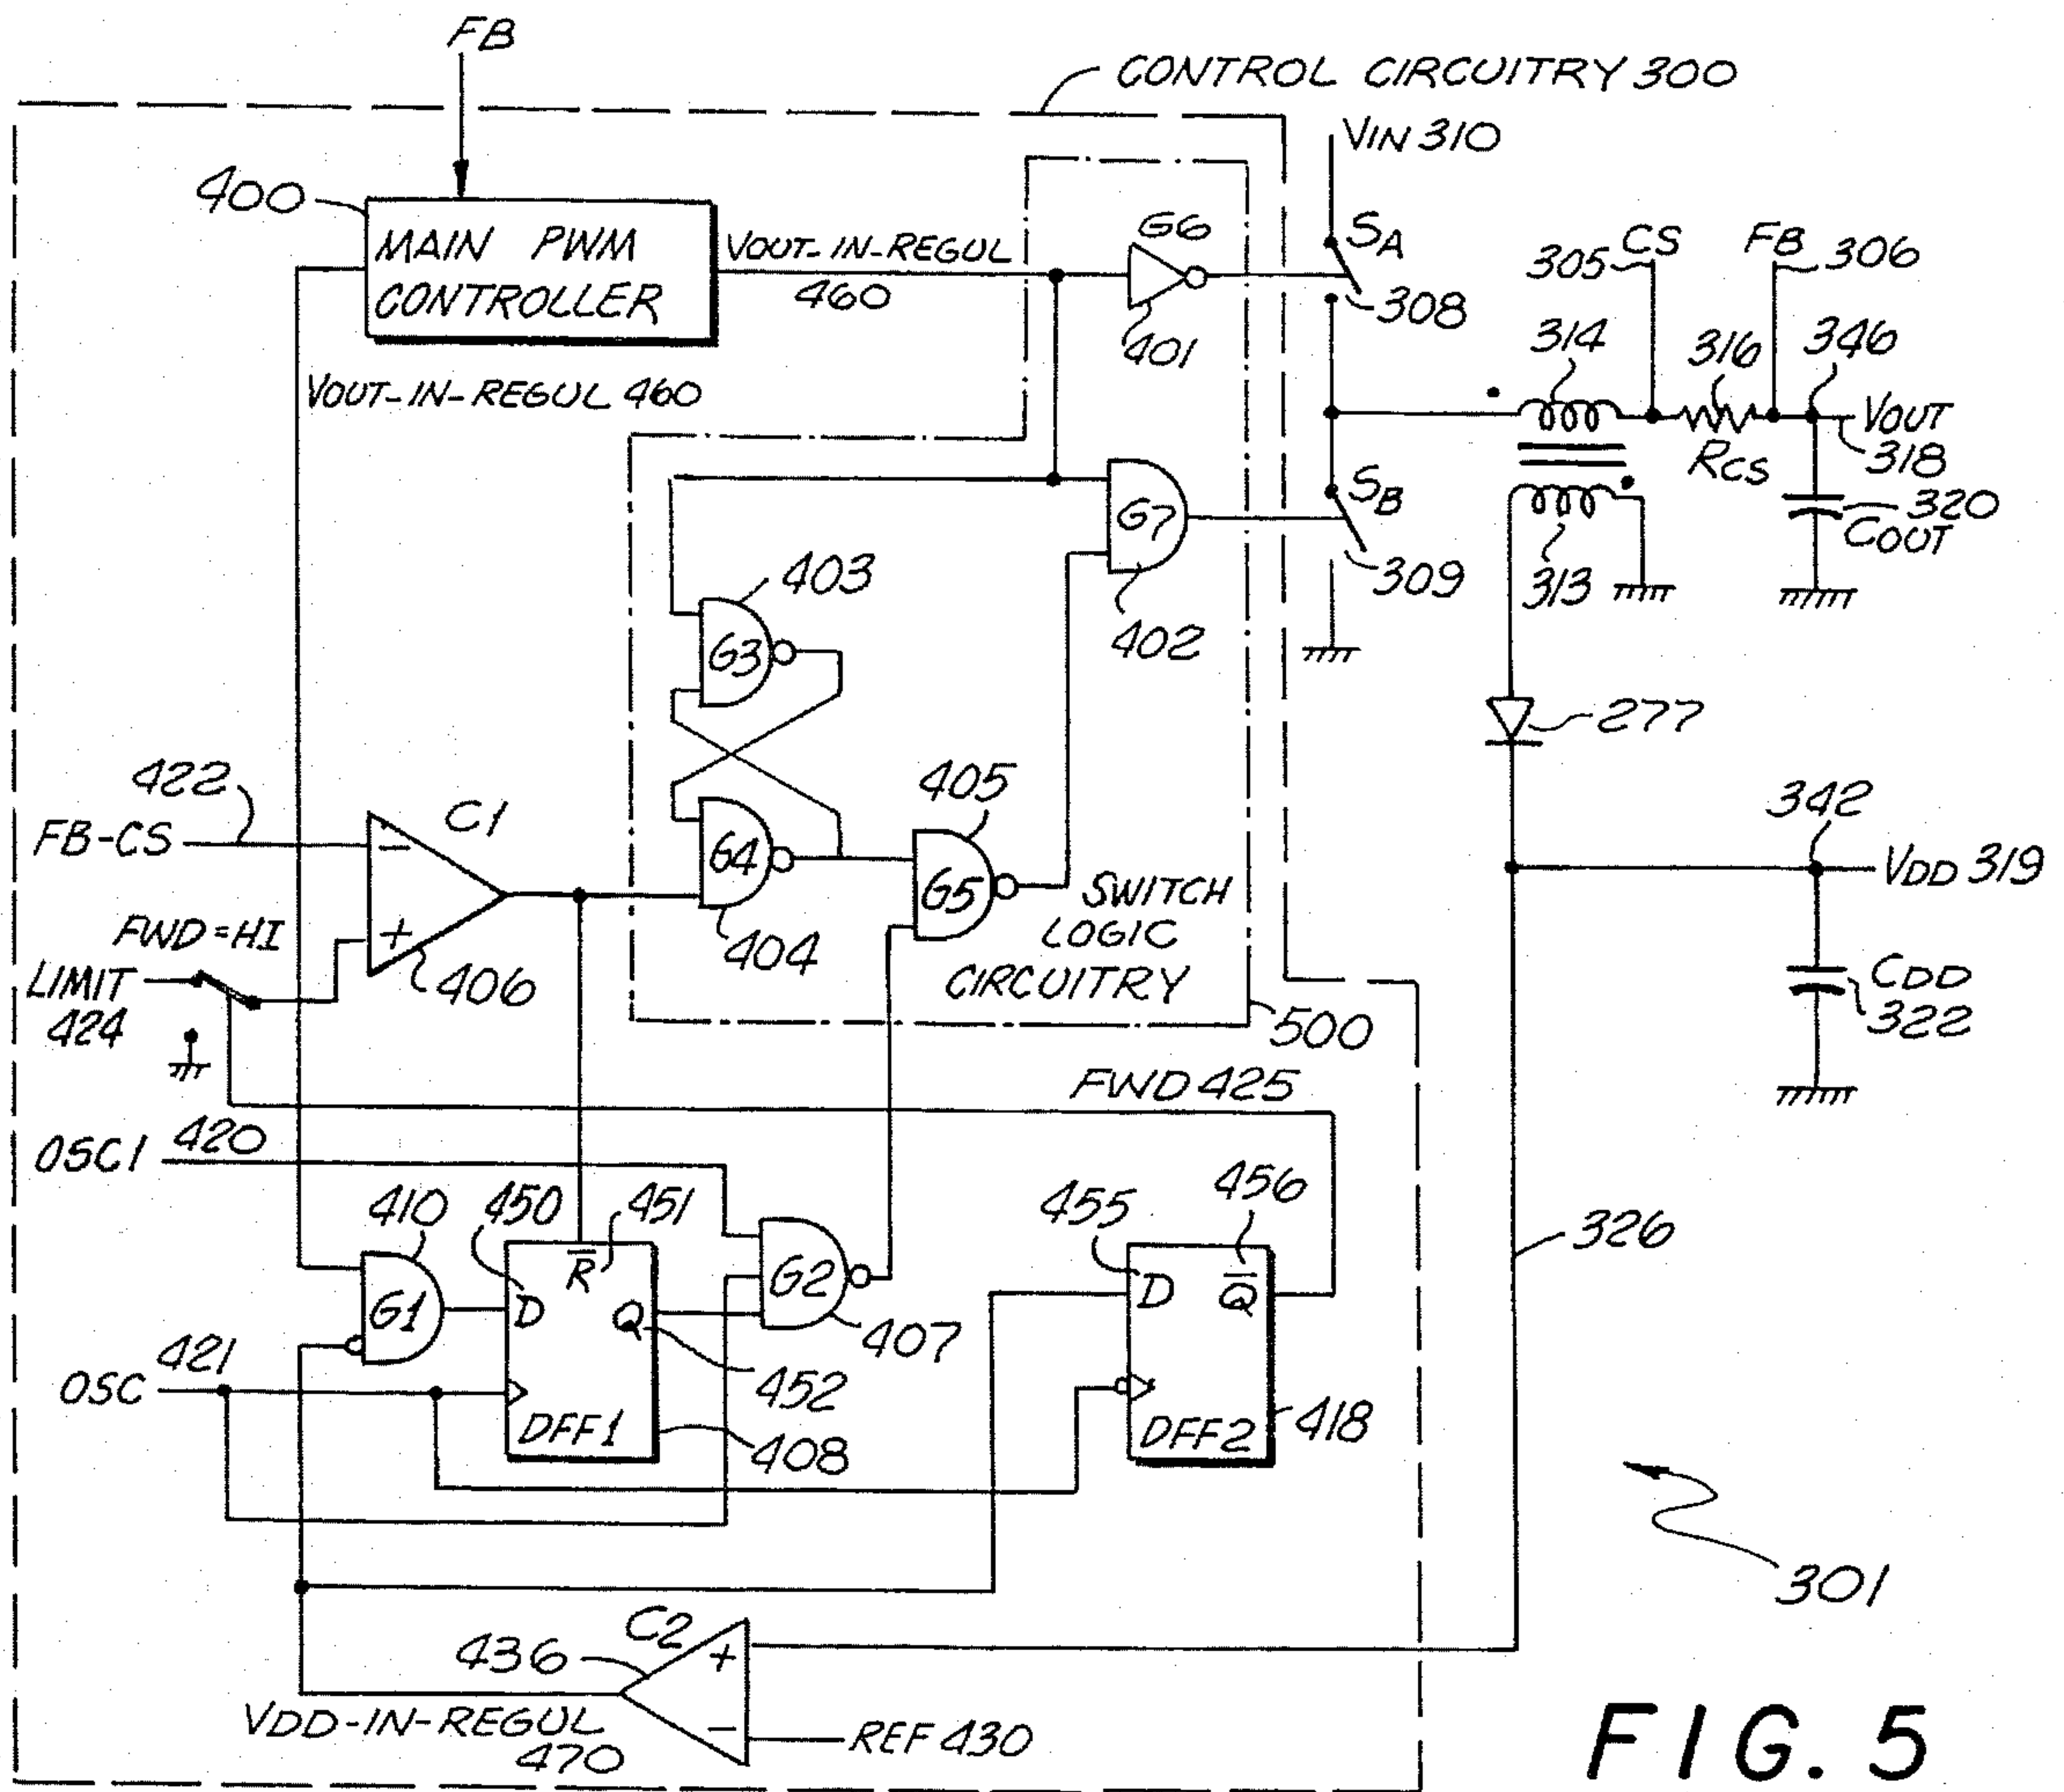 FB
CONTROL CIRCUITRY 300
VIN 310
400
MAIN PWM
CONTROLLER
VOUT-IN-REGUL
460
G6
401
SA
308
305
CS
FB
306
314
316
346
VOUT
318
RCS
320
COUT
VOUT-IN-REGUL 460
G7
402
SB
309
313
403
G3
277
422
FB-CS
C1
−
+
406
FWD=HI
LIMIT
424
G4
404
405
G5
SWITCH
LOGIC
CIRCUITRY
500
342
VDD 319
CDD
322
FWD 425
OSC1
420
410
G1
450
451
D
R̅
Q
452
DFF1
408
G2
407
455
456
D
Q̅
DFF2
418
326
OSC
421
301
C2
+
−
436
VDD-IN-REGUL
470
REF 430
FIG. 5